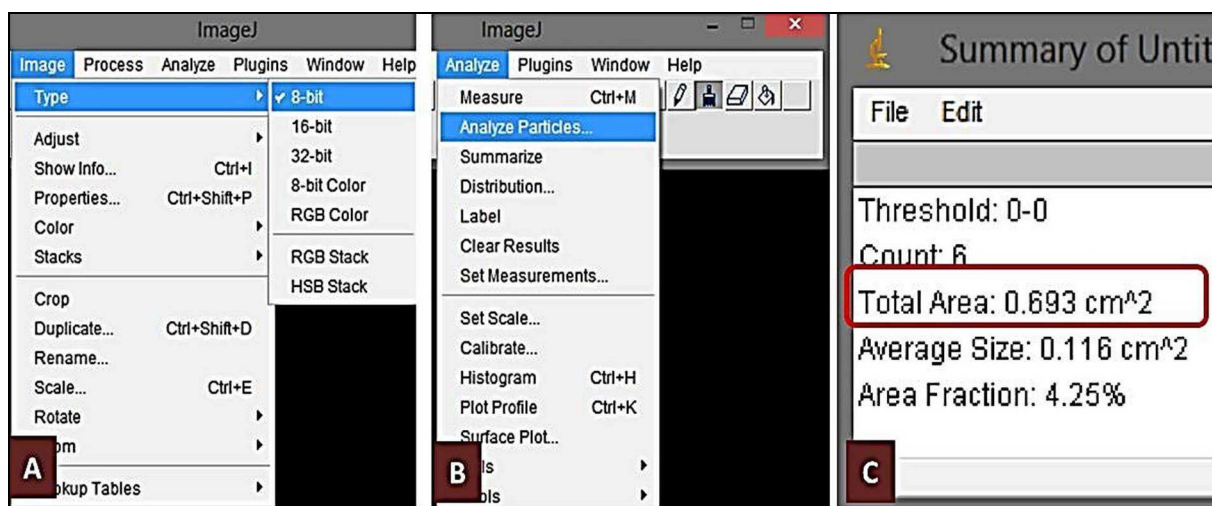 ImageJ
Image Process Analyze Plugins Window Help
Type
✓ 8-bit
16-bit
32-bit
8-bit Color
RGB Color
RGB Stack
HSB Stack
Adjust
Show Info... Ctrl+I
Properties... Ctrl+Shift+P
Color
Stacks
Crop
Duplicate... Ctrl+Shift+D
Rename...
Scale... Ctrl+E
Rotate
om
kup Tables
A
ImageJ
Analyze Plugins Window Help
Measure Ctrl+M
Analyze Particles...
Summarize
Distribution...
Label
Clear Results
Set Measurements...
Set Scale...
Calibrate...
Histogram Ctrl+H
Plot Profile Ctrl+K
Surface Plot...
ls
ols
B
Summary of Untit
File Edit
Threshold: 0-0
Count: 6
Total Area: 0.693 cm^2
Average Size: 0.116 cm^2
Area Fraction: 4.25%
C